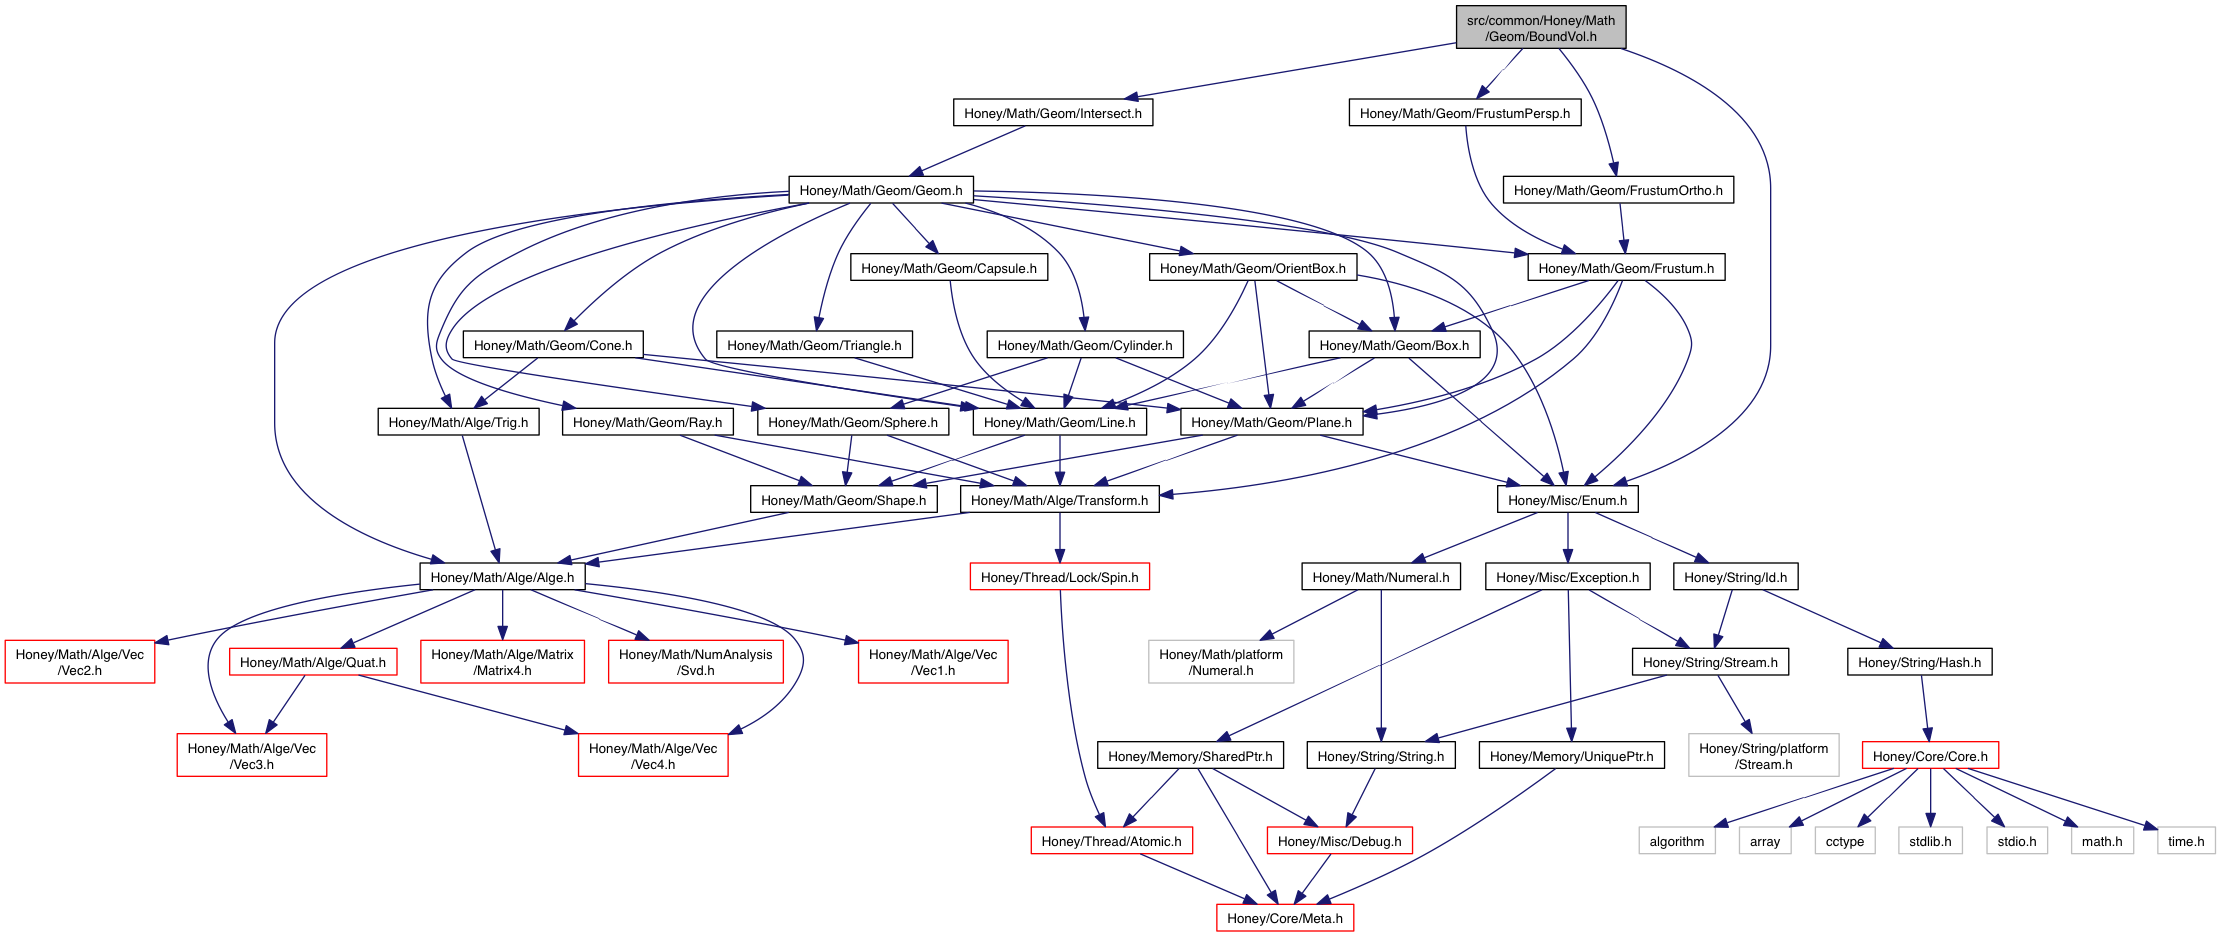 src/common/Honey/Math
/Geom/BoundVol.h
Honey/Math/Geom/Intersect.h
Honey/Math/Geom/FrustumPersp.h
Honey/Math/Geom/Geom.h
Honey/Math/Geom/FrustumOrtho.h
Honey/Math/Geom/Capsule.h
Honey/Math/Geom/OrientBox.h
Honey/Math/Geom/Frustum.h
Honey/Math/Geom/Cone.h
Honey/Math/Geom/Triangle.h
Honey/Math/Geom/Cylinder.h
Honey/Math/Geom/Box.h
Honey/Math/Alge/Trig.h
Honey/Math/Geom/Ray.h
Honey/Math/Geom/Sphere.h
Honey/Math/Geom/Line.h
Honey/Math/Geom/Plane.h
Honey/Math/Geom/Shape.h
Honey/Math/Alge/Transform.h
Honey/Misc/Enum.h
Honey/Math/Alge/Alge.h
Honey/Thread/Lock/Spin.h
Honey/Math/Numeral.h
Honey/Misc/Exception.h
Honey/String/Id.h
Honey/Math/Alge/Vec
/Vec2.h
Honey/Math/Alge/Quat.h
Honey/Math/Alge/Matrix
/Matrix4.h
Honey/Math/NumAnalysis
/Svd.h
Honey/Math/Alge/Vec
/Vec1.h
Honey/Math/platform
/Numeral.h
Honey/String/Stream.h
Honey/String/Hash.h
Honey/Math/Alge/Vec
/Vec3.h
Honey/Math/Alge/Vec
/Vec4.h
Honey/Memory/SharedPtr.h
Honey/String/String.h
Honey/Memory/UniquePtr.h
Honey/String/platform
/Stream.h
Honey/Core/Core.h
Honey/Thread/Atomic.h
Honey/Misc/Debug.h
algorithm
array
cctype
stdlib.h
stdio.h
math.h
time.h
Honey/Core/Meta.h